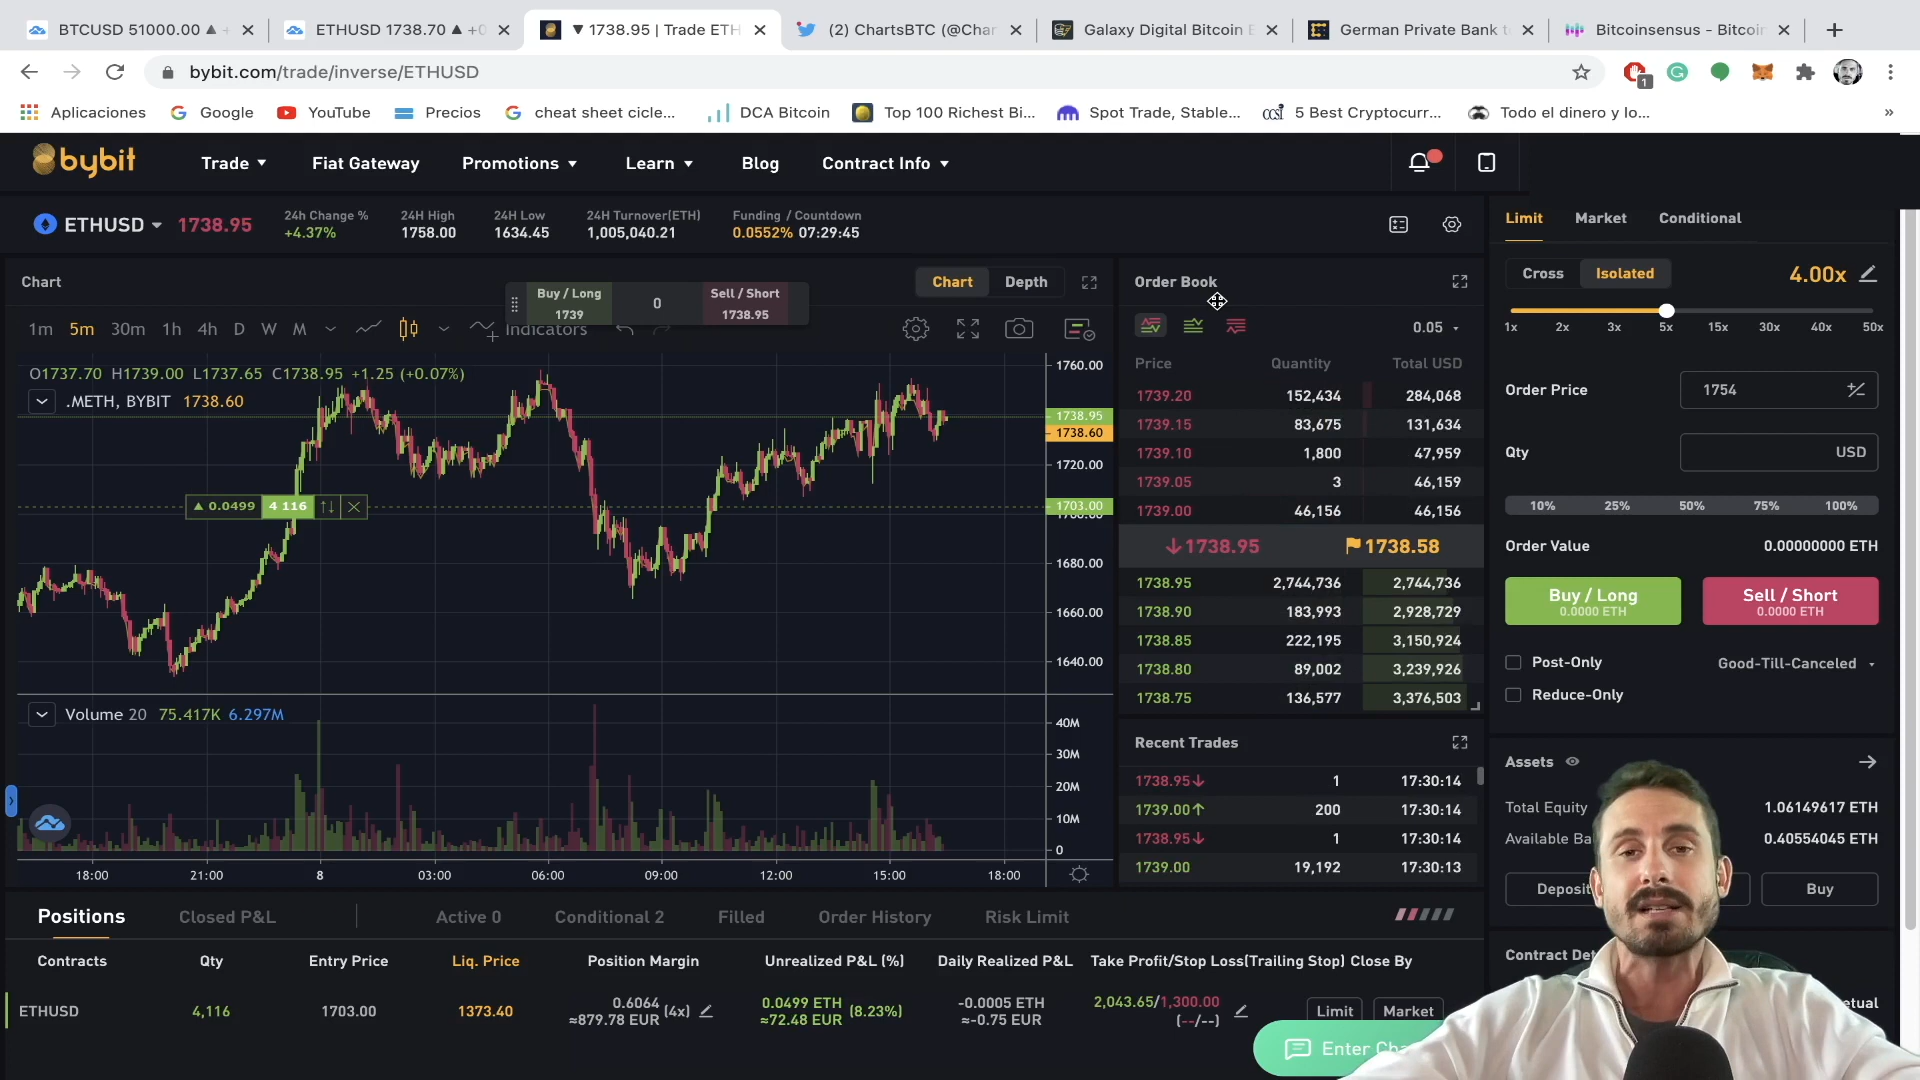 BTCUSD 51000.00 ▲ +
ETHUSD 1738.70 ▲ +0
▼ 1738.95 | Trade ETH
(2) ChartsBTC (@Char
Galaxy Digital Bitcoin E
German Private Bank t
Bitcoinsensus - Bitcoin
bybit.com/trade/inverse/ETHUSD
1
Aplicaciones
Google
YouTube
Precios
cheat sheet cicle...
DCA Bitcoin
Top 100 Richest Bi...
Spot Trade, Stable...
5 Best Cryptocurr...
Todo el dinero y lo...
»
bybit
Trade
Fiat Gateway
Promotions
Learn
Blog
Contract Info
ETHUSD
1738.95
24h Change %
+4.37%
24H High
1758.00
24H Low
1634.45
24H Turnover(ETH)
1,005,040.21
Funding / Countdown
0.0552% 07:29:45
Chart
Chart
Depth
Buy / Long
1739
0
Sell / Short
1738.95
1m 5m 30m 1h 4h D W M
Indicators
O1737.70 H1739.00 L1737.65 C1738.95 +1.25 (+0.07%)
.METH, BYBIT 1738.60
▲ 0.0499 4 116
1760.00
1738.95
1738.60
1720.00
1703.00
1680.00
1660.00
1640.00
Volume 20 75.417K 6.297M
40M
30M
20M
10M
0
18:00 21:00 8 03:00 06:00 09:00 12:00 15:00 18:00
Order Book
0.05
Price Quantity Total USD
1739.20 152,434 284,068
1739.15 83,675 131,634
1739.10 1,800 47,959
1739.05 3 46,159
1739.00 46,156 46,156
↓1738.95 1738.58
1738.95 2,744,736 2,744,736
1738.90 183,993 2,928,729
1738.85 222,195 3,150,924
1738.80 89,002 3,239,926
1738.75 136,577 3,376,503
Recent Trades
1738.95↓ 1 17:30:14
1739.00↑ 200 17:30:14
1738.95↓ 1 17:30:14
1739.00 19,192 17:30:13
Limit
Market
Conditional
Cross
Isolated
4.00x
1x 2x 3x 5x 15x 30x 40x 50x
Order Price
1754
Qty
USD
10% 25% 50% 75% 100%
Order Value
0.00000000 ETH
Buy / Long
0.0000 ETH
Sell / Short
0.0000 ETH
Post-Only
Good-Till-Canceled
Reduce-Only
Assets
Total Equity
1.06149617 ETH
Available Ba
0.40554045 ETH
Deposit
Buy
Contract Det
Positions
Closed P&L
Active 0
Conditional 2
Filled
Order History
Risk Limit
Contracts
Qty
Entry Price
Liq. Price
Position Margin
Unrealized P&L (%)
Daily Realized P&L
Take Profit/Stop Loss(Trailing Stop)
Close By
ETHUSD
4,116
1703.00
1373.40
0.6064
≈879.78 EUR
(4x)
0.0499 ETH
≈72.48 EUR
(8.23%)
-0.0005 ETH
≈-0.75 EUR
2,043.65/1,300.00
(--/--)
Limit
Market
Enter Cha